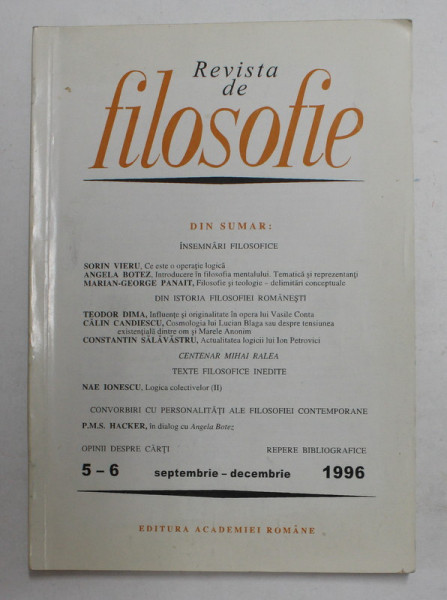 Revista
de
filosofie
DIN SUMAR:
ÎNSEMNĂRI FILOSOFICE
SORIN VIERU, Ce este o operaţie logică
ANGELA BOTEZ, Introducere în filosofia mentalului. Tematică şi reprezentanţi
MARIAN-GEORGE PANAIT, Filosofie şi teologie – delimitări conceptuale
DIN ISTORIA FILOSOFIEI ROMÂNEŞTI
TEODOR DIMA, Influenţe şi originalitate în opera lui Vasile Conta
CĂLIN CANDIESCU, Cosmologia lui Lucian Blaga sau despre tensiunea
existenţială dintre om şi Marele Anonim
CONSTANTIN SĂLĂVĂSTRU, Actualitatea logicii lui Ion Petrovici
CENTENAR MIHAI RALEA
TEXTE FILOSOFICE INEDITE
NAE IONESCU, Logica colectivelor (II)
CONVORBIRI CU PERSONALITĂŢI ALE FILOSOFIEI CONTEMPORANE
P.M.S. HACKER, în dialog cu Angela Botez
OPINII DESPRE CĂRŢI REPERE BIBLIOGRAFICE
5 – 6 septembrie – decembrie 1996
EDITURA ACADEMIEI ROMÂNE